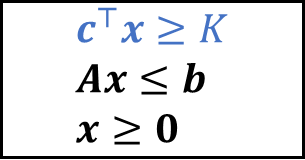 c⊤x ≥ K
Ax ≤ b
x ≥ 0